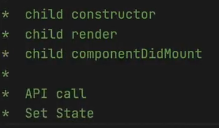 * child constructor
* child render
* child componentDidMount
*
* API call
* Set State